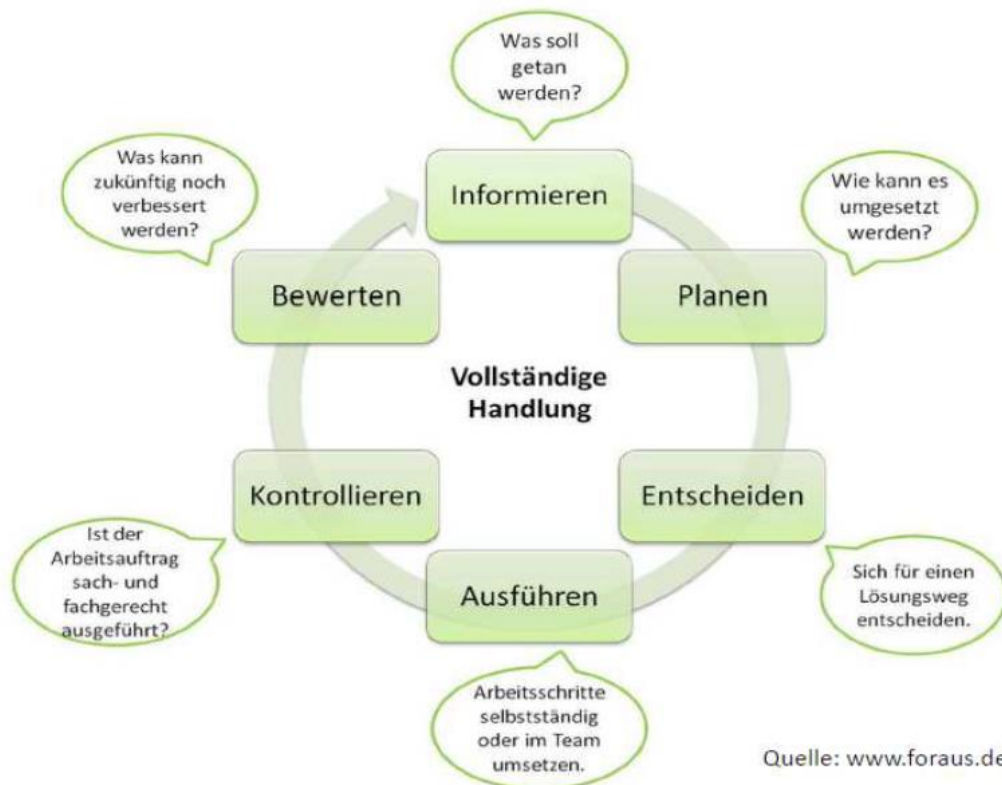 Was soll
getan
werden?
Informieren
Wie kann es
umgesetzt
werden?
Planen
Sich für einen
Lösungsweg
entscheiden.
Entscheiden
Arbeitsschritte
selbstständig
oder im Team
umsetzen.
Ausführen
Ist der
Arbeitsauftrag
sach- und
fachgerecht
ausgeführt?
Kontrollieren
Was kann
zukünftig noch
verbessert
werden?
Bewerten
Vollständige
Handlung
Quelle: www.foraus.de